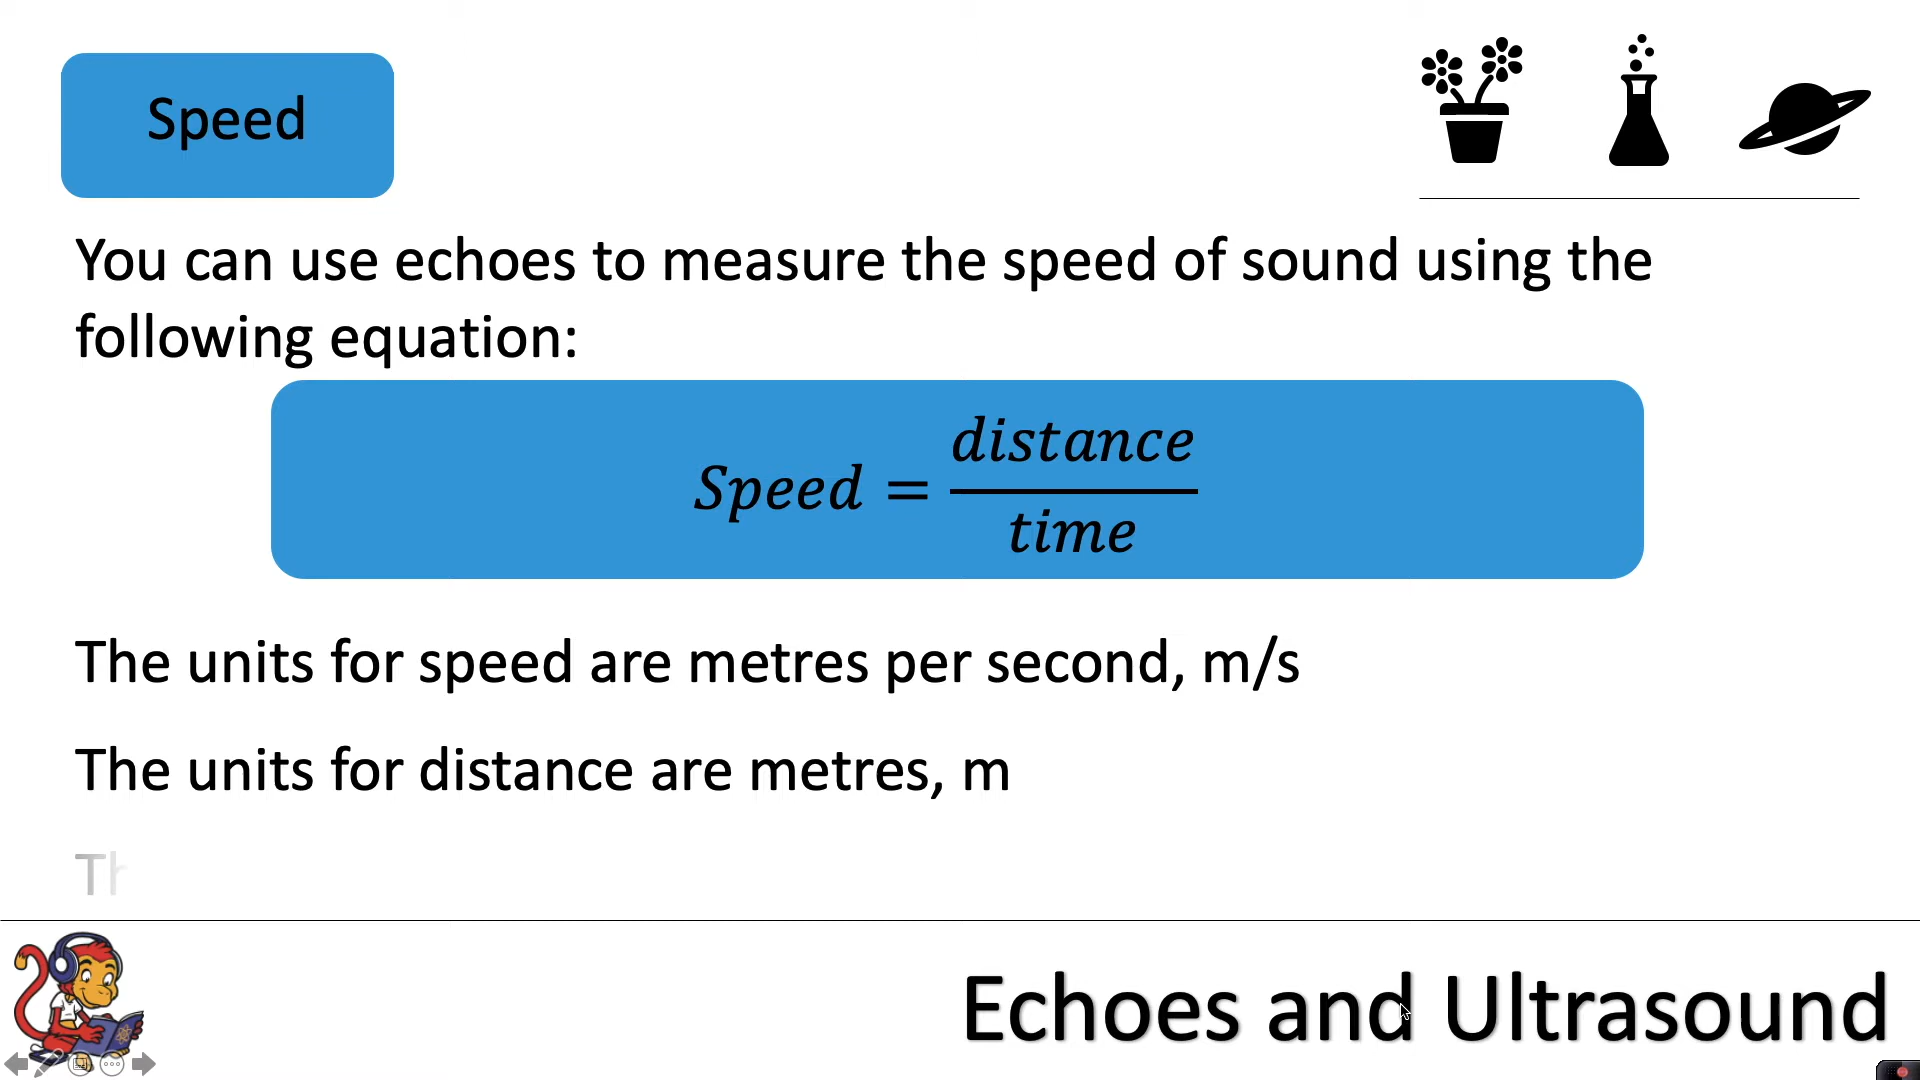 Speed
You can use echoes to measure the speed of sound using the
following equation:
Speed = distance / time
The units for speed are metres per second, m/s
The units for distance are metres, m
Th
Echoes and Ultrasound